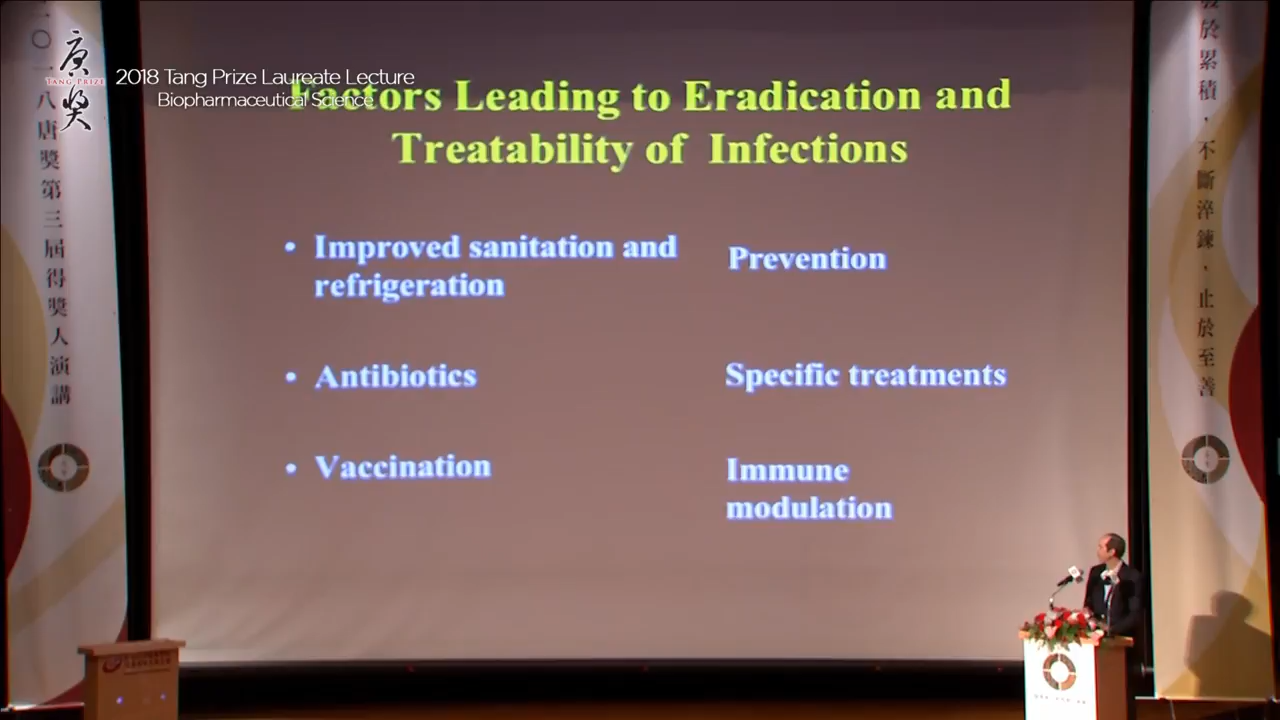 唐獎
TANG PRIZE
2018 Tang Prize Laureate Lecture
Biopharmaceutical Science
Factors Leading to Eradication and
Treatability of Infections
• Improved sanitation and
refrigeration
Prevention
• Antibiotics
Specific treatments
• Vaccination
Immune
modulation
二〇一八唐獎第三屆得獎人演講
發於累積，不斷淬鍊，止於至善